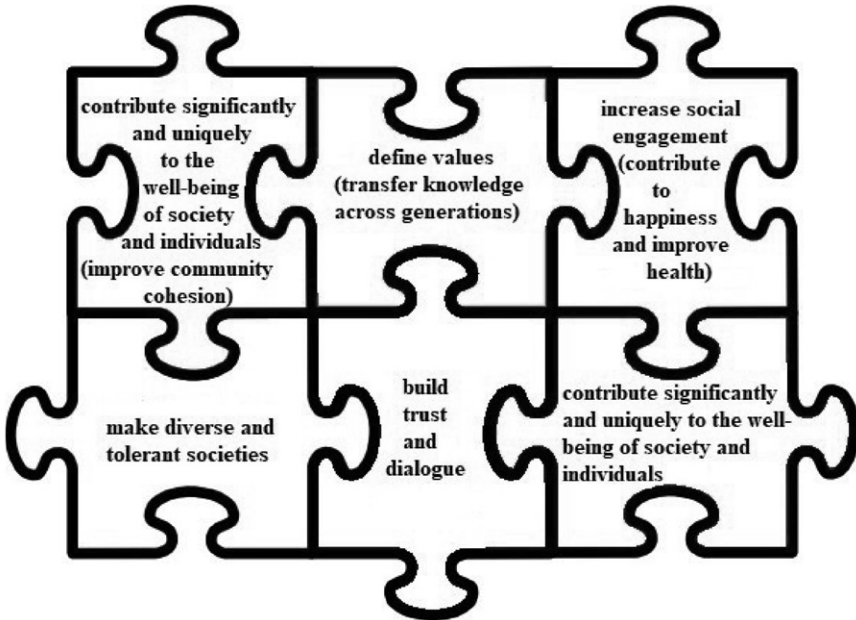 contribute significantly
and uniquely
to the
well-being
of society
and individuals
(improve community
cohesion)
define values
(transfer knowledge
across generations)
increase social
engagement
(contribute
to
happiness
and improve
health)
make diverse and
tolerant societies
build
trust
and
dialogue
contribute significantly
and uniquely to the well-
being of society and
individuals